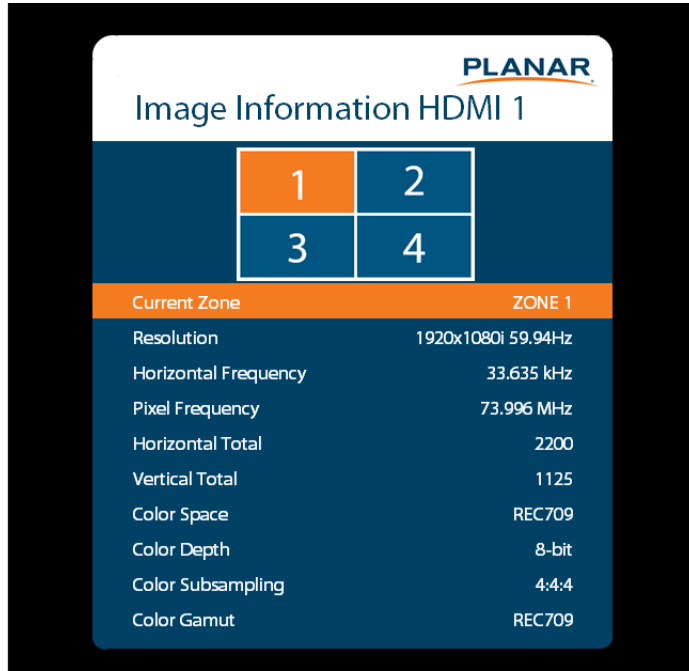 PLANAR
Image Information HDMI 1
1 2
3 4
Current Zone ZONE 1
Resolution 1920x1080i 59.94Hz
Horizontal Frequency 33.635 kHz
Pixel Frequency 73.996 MHz
Horizontal Total 2200
Vertical Total 1125
Color Space REC709
Color Depth 8-bit
Color Subsampling 4:4:4
Color Gamut REC709